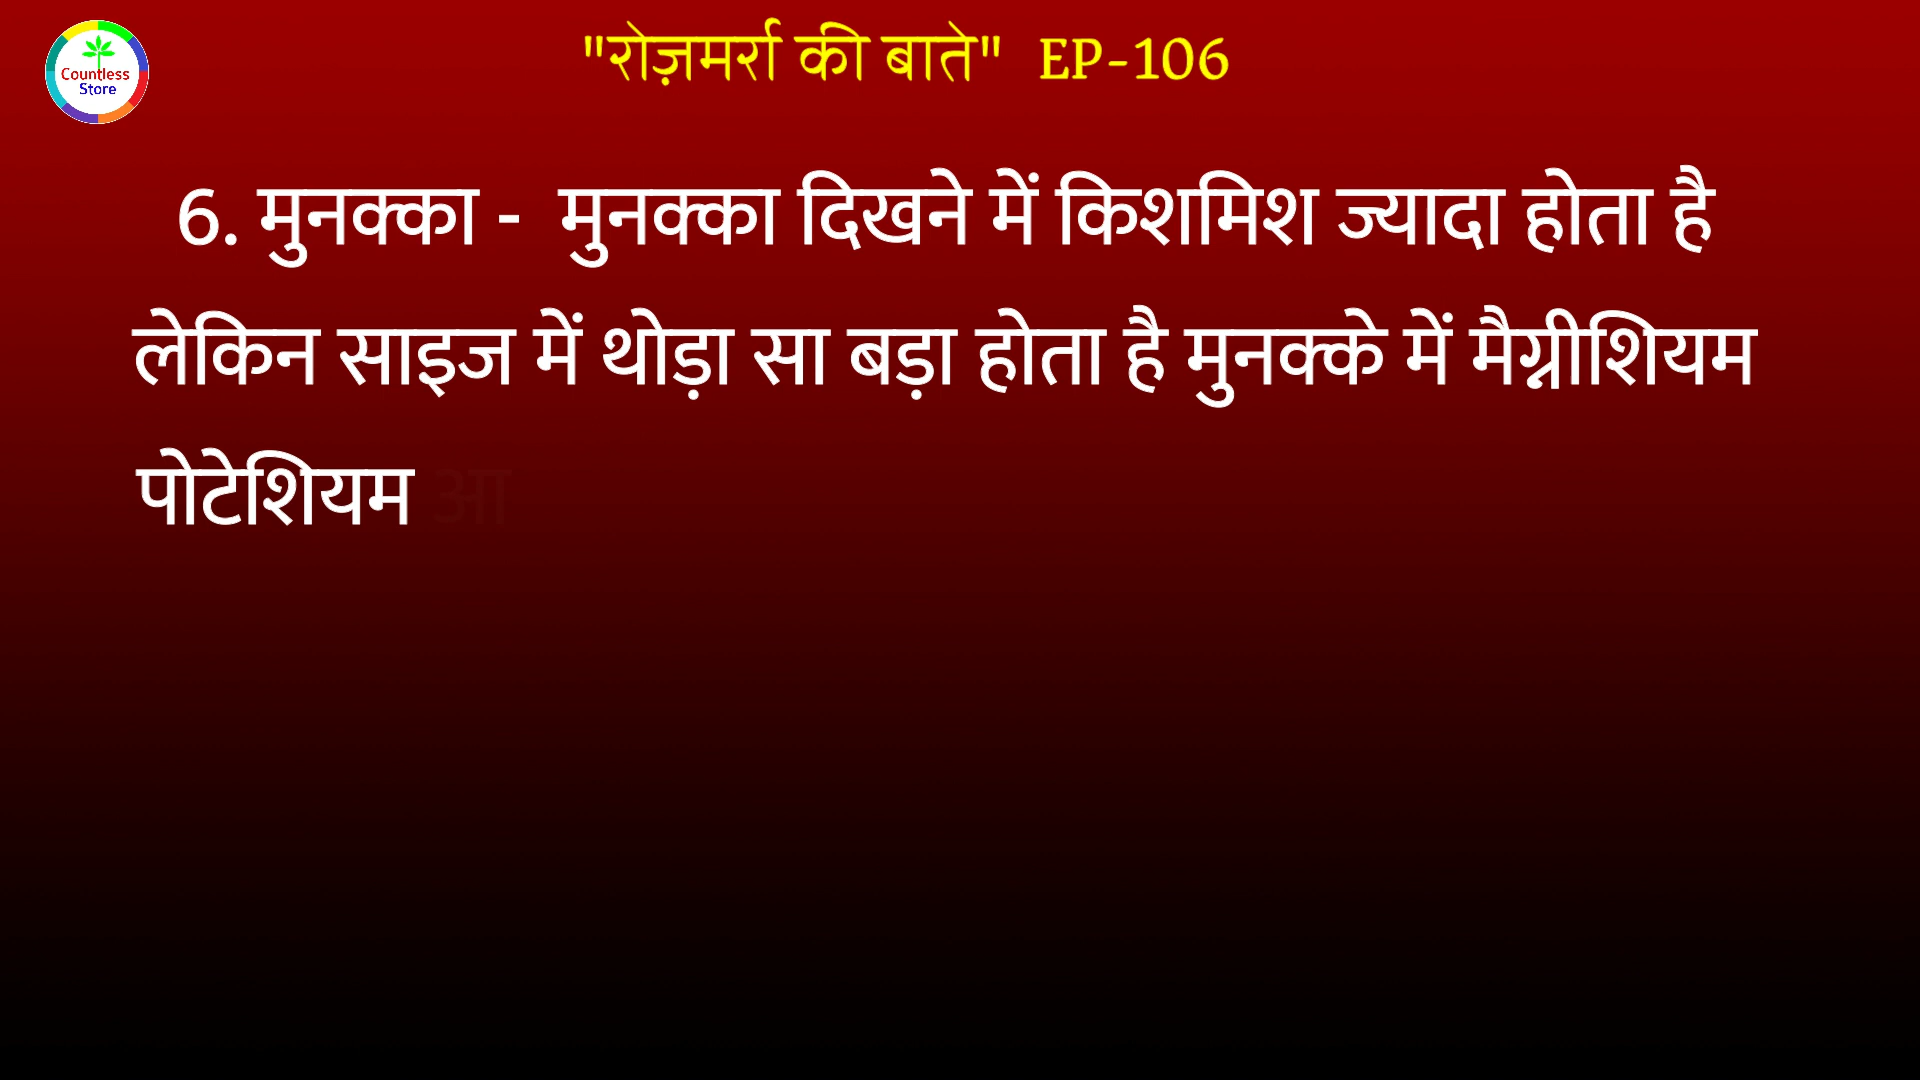 Countless
Store
"रोज़मर्रा की बाते" EP-106
6. मुनक्का - मुनक्का दिखने में किशमिश ज्यादा होता है
लेकिन साइज में थोड़ा सा बड़ा होता है मुनक्के में मैग्नीशियम
पोटेशियम आ